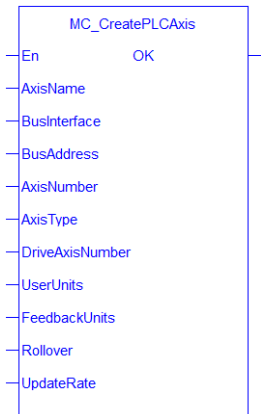 MC_CreatePLCAxis
En OK
AxisName
BusInterface
BusAddress
AxisNumber
AxisType
DriveAxisNumber
UserUnits
FeedbackUnits
Rollover
UpdateRate